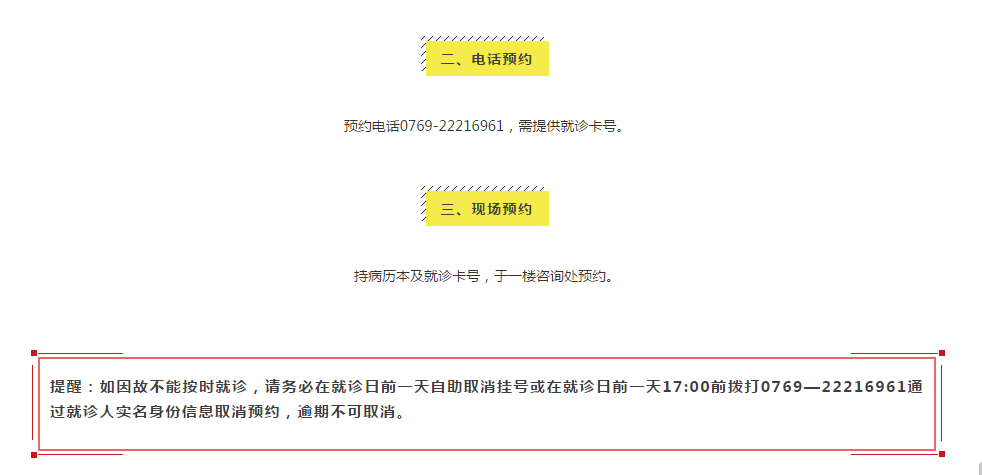 二、电话预约
预约电话0769-22216961，需提供就诊卡号。
三、现场预约
持病历本及就诊卡号，于一楼咨询处预约。
提醒：如因故不能按时就诊，请务必在就诊日前一天自助取消挂号或在就诊日前一天17:00前拨打0769—22216961通
过就诊人实名身份信息取消预约，逾期不可取消。